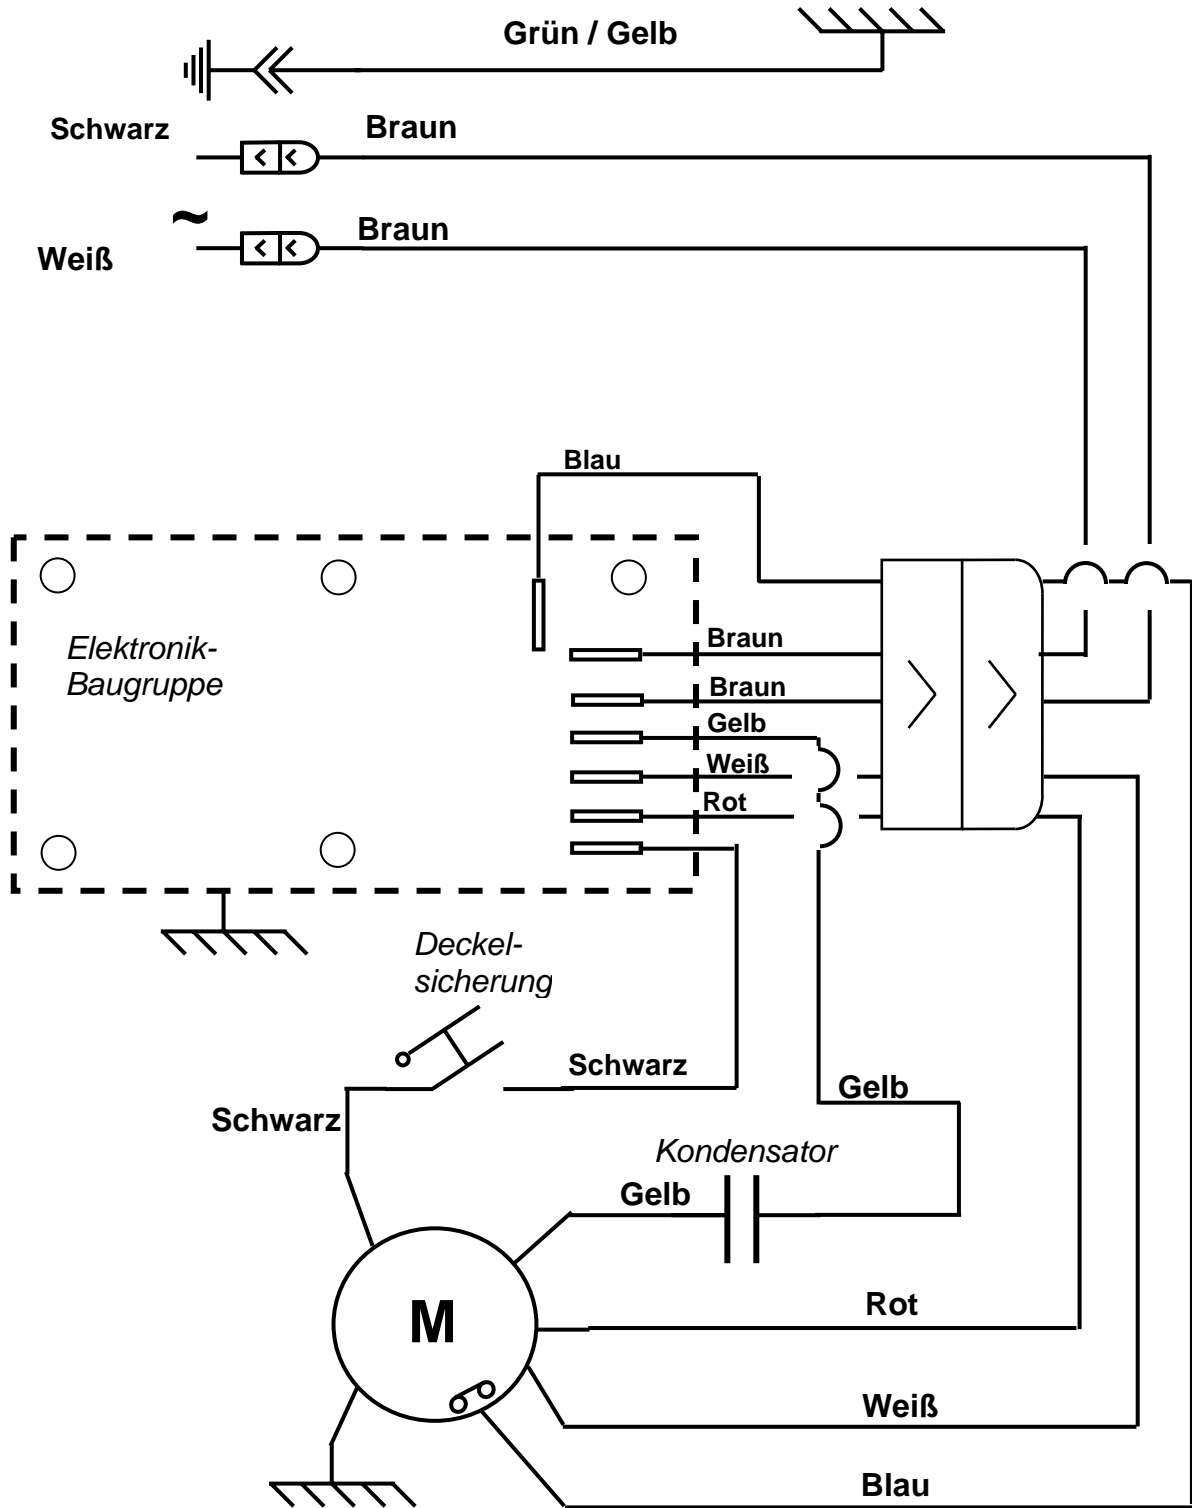 Grün / Gelb
Schwarz
Braun
~
Weiß
Braun
Blau
Elektronik-
Baugruppe
Braun
Braun
Gelb
Weiß
Rot
Deckel-
sicherung
Schwarz
Schwarz
Gelb
Kondensator
Gelb
M
Rot
Weiß
Blau